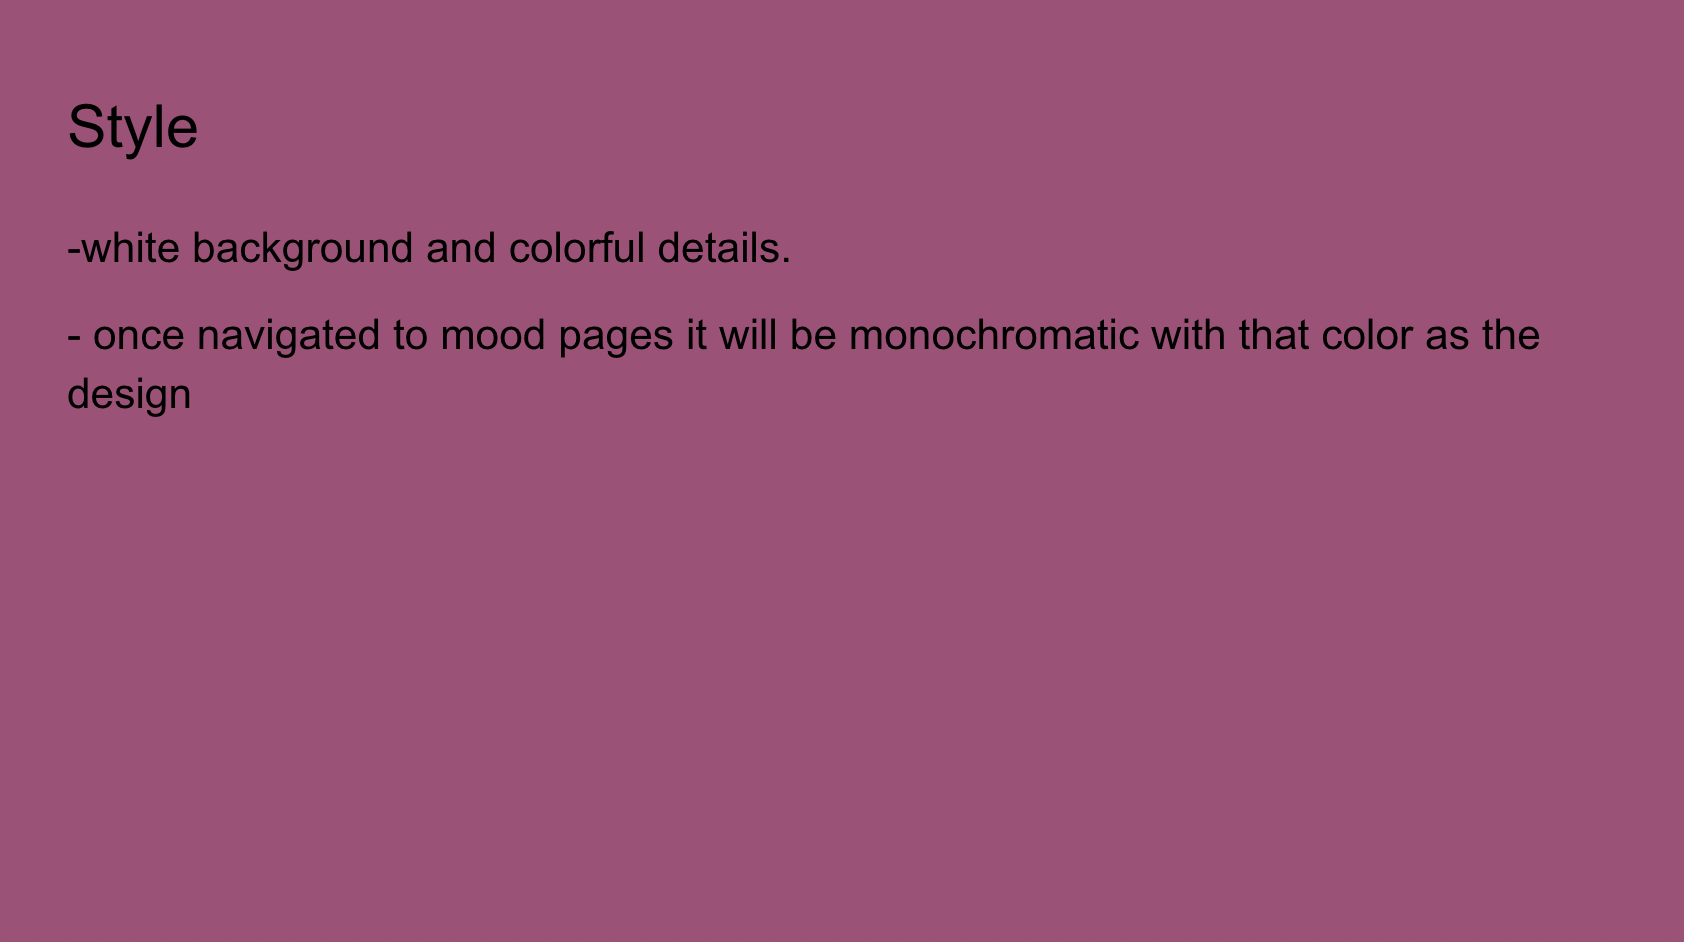 Style
-white background and colorful details.
- once navigated to mood pages it will be monochromatic with that color as the
design